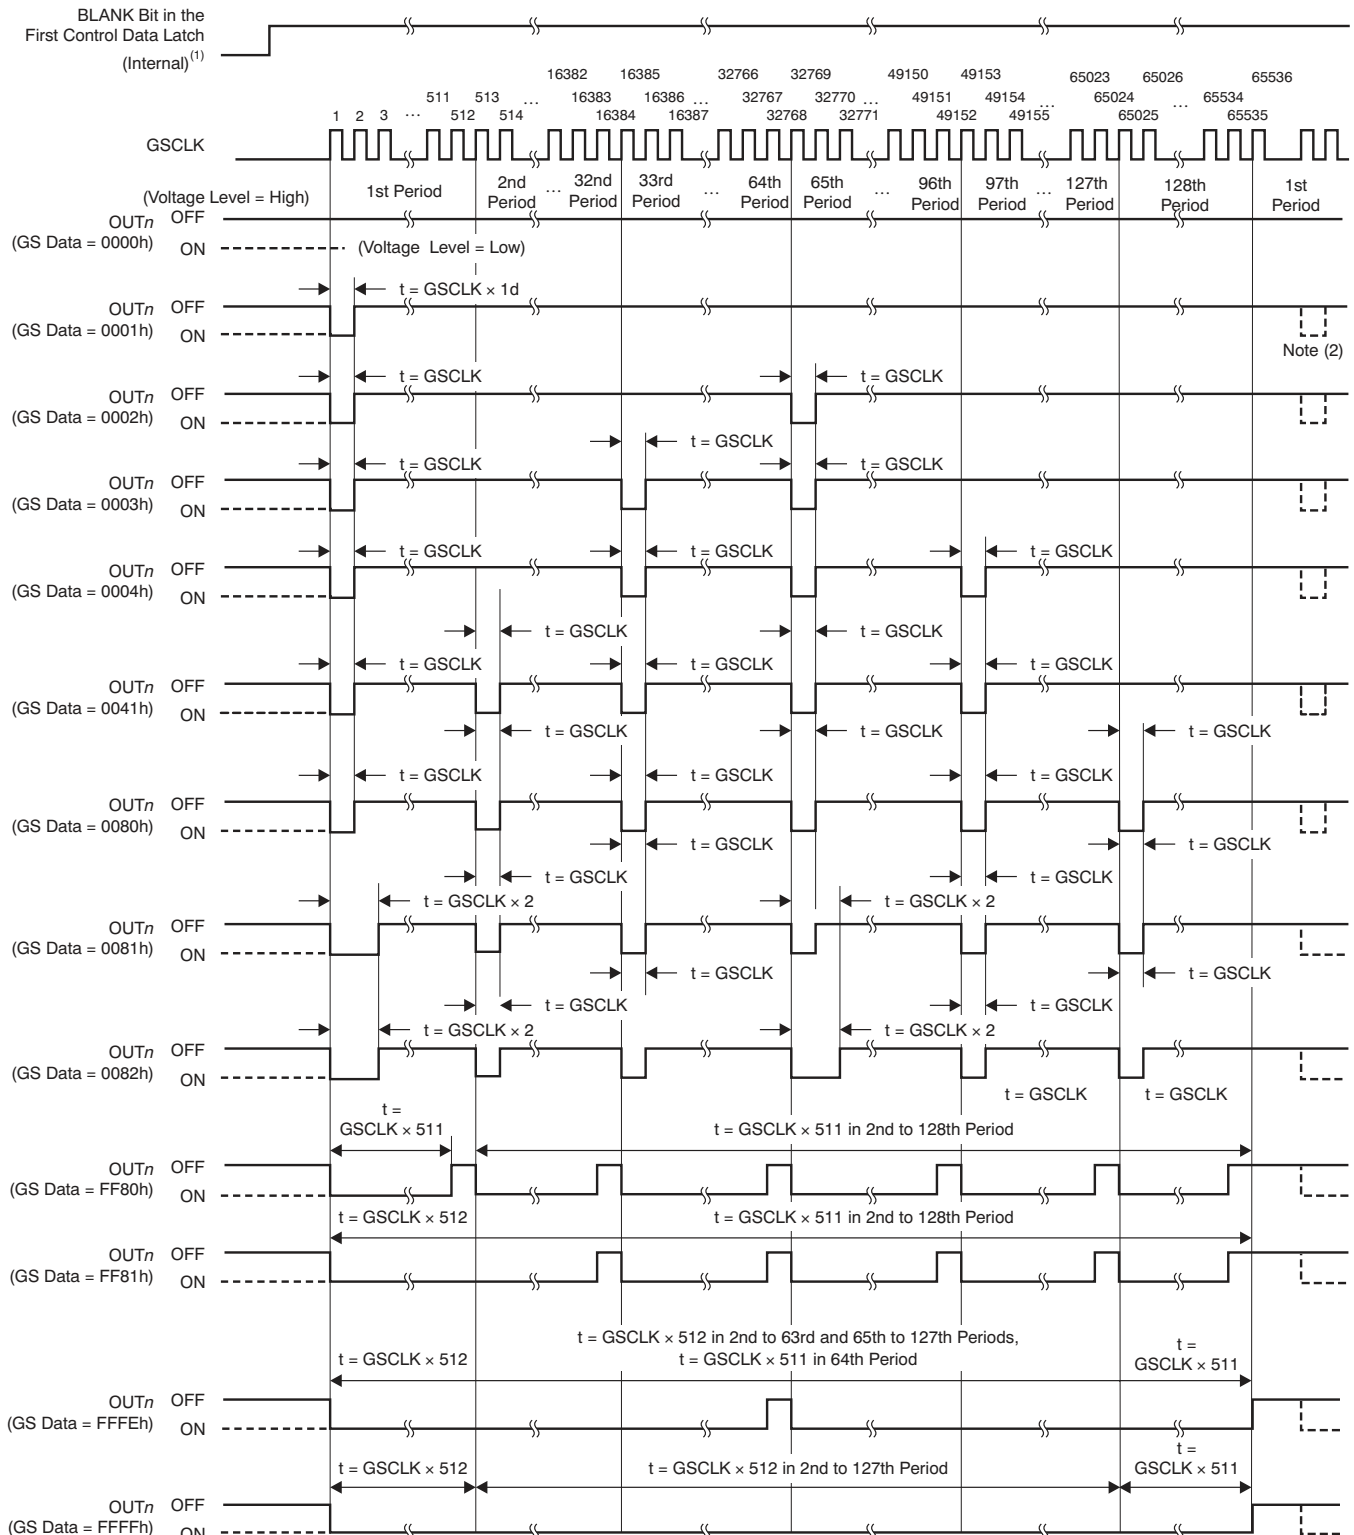 BLANK Bit in the
First Control Data Latch
(Internal)(1)
16382 16385 32766 32769 49150 49153 65023 65026 65536
511 513 ... 16383 16386 ... 32767 32770 ... 49151 49154 ... 65024 ... 65534
1 2 3 ... 512 514 16384 16387 32768 32771 49152 49155 65025 65535
GSCLK
(Voltage Level = High) 1st Period 2nd Period ... 32nd Period 33rd Period ... 64th Period 65th Period ... 96th Period 97th Period ... 127th Period 128th Period 1st Period
OUTn OFF
(GS Data = 0000h) ON (Voltage Level = Low)
t = GSCLK × 1d
OUTn OFF
(GS Data = 0001h) ON
Note (2)
t = GSCLK t = GSCLK
OUTn OFF
(GS Data = 0002h) ON
t = GSCLK
t = GSCLK t = GSCLK
OUTn OFF
(GS Data = 0003h) ON
t = GSCLK t = GSCLK t = GSCLK t = GSCLK
OUTn OFF
(GS Data = 0004h) ON
t = GSCLK t = GSCLK
t = GSCLK t = GSCLK t = GSCLK
OUTn OFF
(GS Data = 0041h) ON
t = GSCLK t = GSCLK t = GSCLK
t = GSCLK t = GSCLK t = GSCLK
OUTn OFF
(GS Data = 0080h) ON
t = GSCLK t = GSCLK
t = GSCLK t = GSCLK
t = GSCLK × 2 t = GSCLK × 2
OUTn OFF
(GS Data = 0081h) ON
t = GSCLK t = GSCLK
t = GSCLK t = GSCLK
t = GSCLK × 2 t = GSCLK × 2
OUTn OFF
(GS Data = 0082h) ON
t = GSCLK t = GSCLK
t =
GSCLK × 511 t = GSCLK × 511 in 2nd to 128th Period
OUTn OFF
(GS Data = FF80h) ON
t = GSCLK × 512 t = GSCLK × 511 in 2nd to 128th Period
OUTn OFF
(GS Data = FF81h) ON
t = GSCLK × 512 in 2nd to 63rd and 65th to 127th Periods,
t = GSCLK × 512 t = GSCLK × 511 in 64th Period t = GSCLK × 511
OUTn OFF
(GS Data = FFFEh) ON
t = GSCLK × 512 t = GSCLK × 512 in 2nd to 127th Period t = GSCLK × 511
OUTn OFF
(GS Data = FFFFh) ON